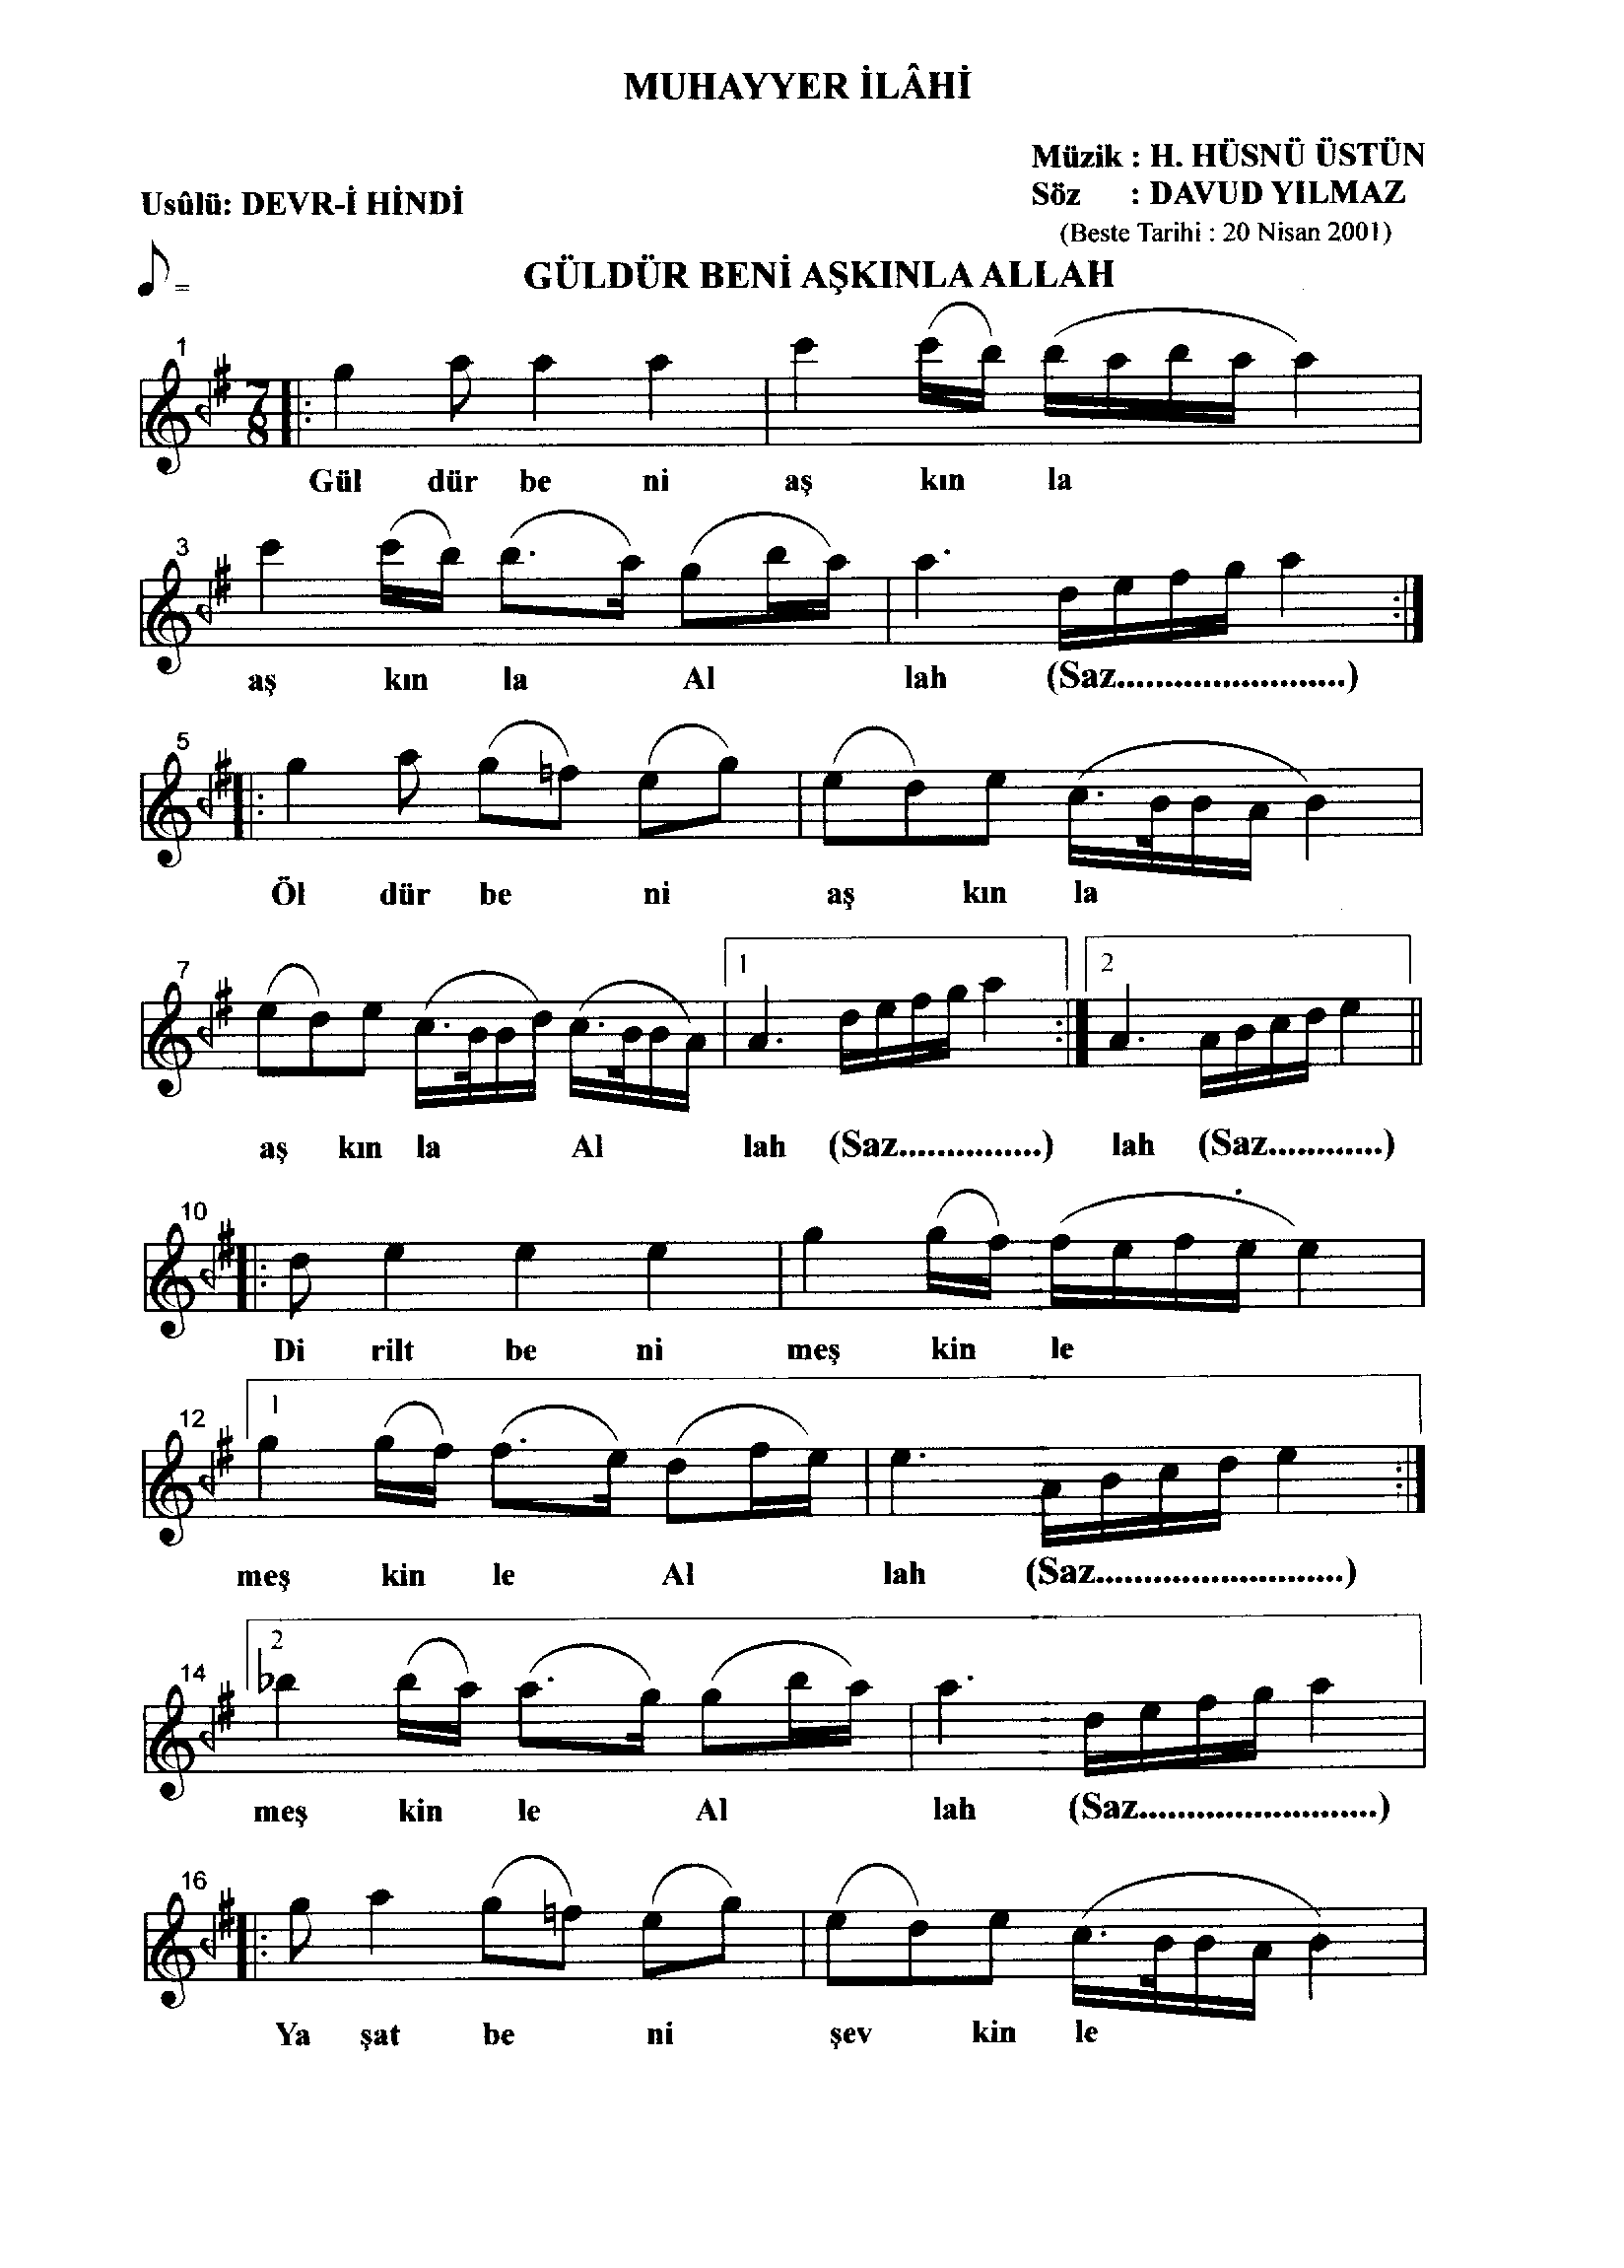 MUHAYYER İLÂHİ
Müzik : H. HÜSNÜ ÜSTÜN
Usûlü: DEVR-İ HİNDİ
Söz : DAVUD YILMAZ
(Beste Tarihi : 20 Nisan 2001)
=
GÜLDÜR BENİ AŞKINLA ALLAH
1
7
8
Gül dür be ni aş kın la
3
aş kın la Al lah (Saz........................)
5
Öl dür be ni aş kın la
7
1 2
aş kın la Al lah (Saz...............) lah (Saz............)
10
Di rilt be ni meş kin le
12
1
meş kin le Al lah (Saz..........................)
14
2
meş kin le Al lah (Saz.........................)
16
Ya şat be ni şev kin le